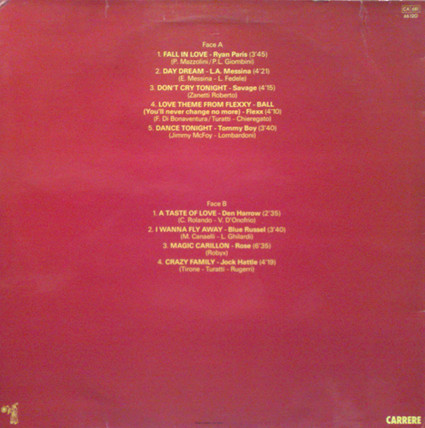 Face A
1. FALL IN LOVE - Ryan Paris (3'45)
(P. Mazzolini/P.L. Giombini)
2. DAY DREAM - L.A. Messina (4'21)
(E. Messina - L. Fedele)
3. DON'T CRY TONIGHT - Savage (4'15)
(Zanetti Roberto)
4. LOVE THEME FROM FLEXXY - BALL
(You'll never change no more) - Flexx (4'10)
(F. Di Bonaventura/Turatti - Chieregato)
5. DANCE TONIGHT - Tommy Boy (3'40)
(Jimmy McFoy - Lombardoni)
Face B
1. A TASTE OF LOVE - Den Harrow (2'35)
(C. Rolando - V. D'Onofrio)
2. I WANNA FLY AWAY - Blue Russel (3'40)
(M. Canselli - L. Ghilardi)
3. MAGIC CARILLON - Rose (6'35)
(Robyx)
4. CRAZY FAMILY - Jock Hattle (4'19)
(Tirone - Turatti - Rugerri)
CARRERE